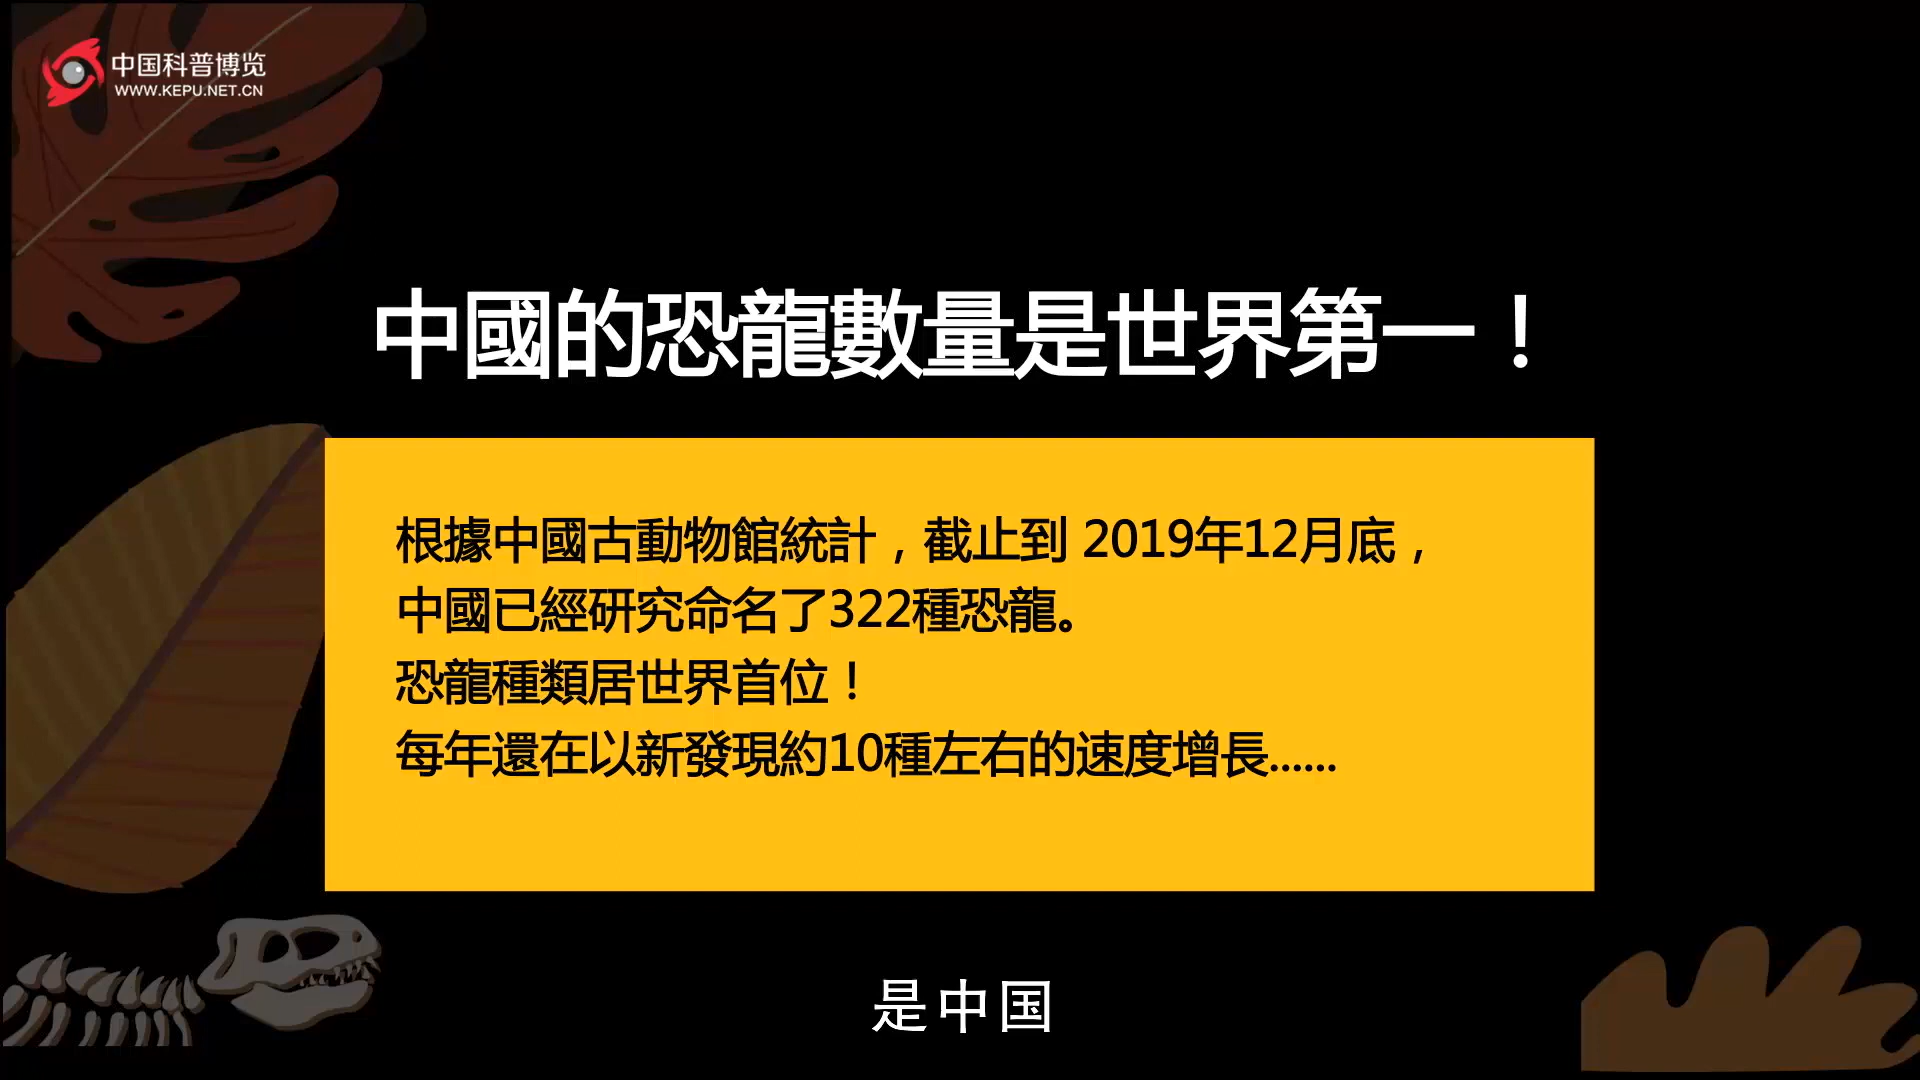 中国科普博览
WWW.KEPU.NET.CN
中國的恐龍數量是世界第一！
根據中國古動物館統計，截止到 2019年12月底，
中國已經研究命名了322種恐龍。
恐龍種類居世界首位！
每年還在以新發現約10種左右的速度增長......
是中国